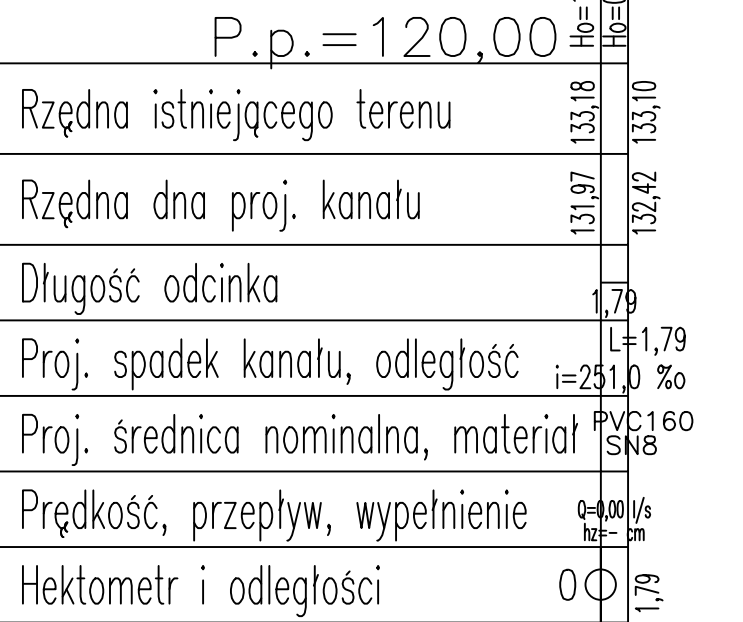 P.p.=120,00 Ho= Ho=
Rzędna istniejącego terenu 133,18 133,10
Rzędna dna proj. kanału 131,97 132,42
Długość odcinka 1,79
Proj. spadek kanału, odległość L=1,79
i=251,0 ‰
Proj. średnica nominalna, materiał PVC160
SN8
Prędkość, przepływ, wypełnienie Q=0,00 l/s
hz=- cm
Hektometr i odległości 0 1,79